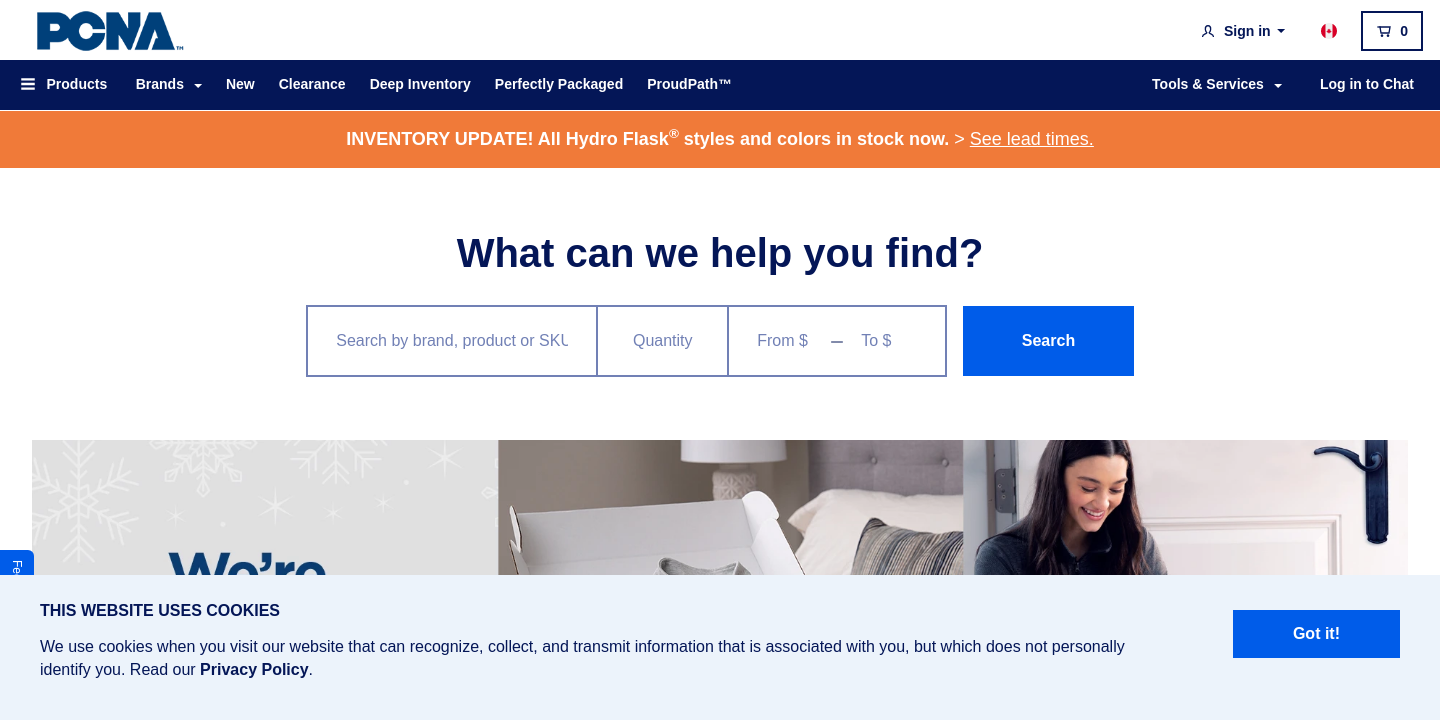 PCNA™
Sign in
0
Products
Brands
New
Clearance
Deep Inventory
Perfectly Packaged
ProudPath™
Tools & Services
Log in to Chat
INVENTORY UPDATE! All Hydro Flask® styles and colors in stock now. > See lead times.
What can we help you find?
Search by brand, product or SKU
Quantity
From $ – To $
Search
We're
THIS WEBSITE USES COOKIES
We use cookies when you visit our website that can recognize, collect, and transmit information that is associated with you, but which does not personally
identify you. Read our Privacy Policy.
Got it!